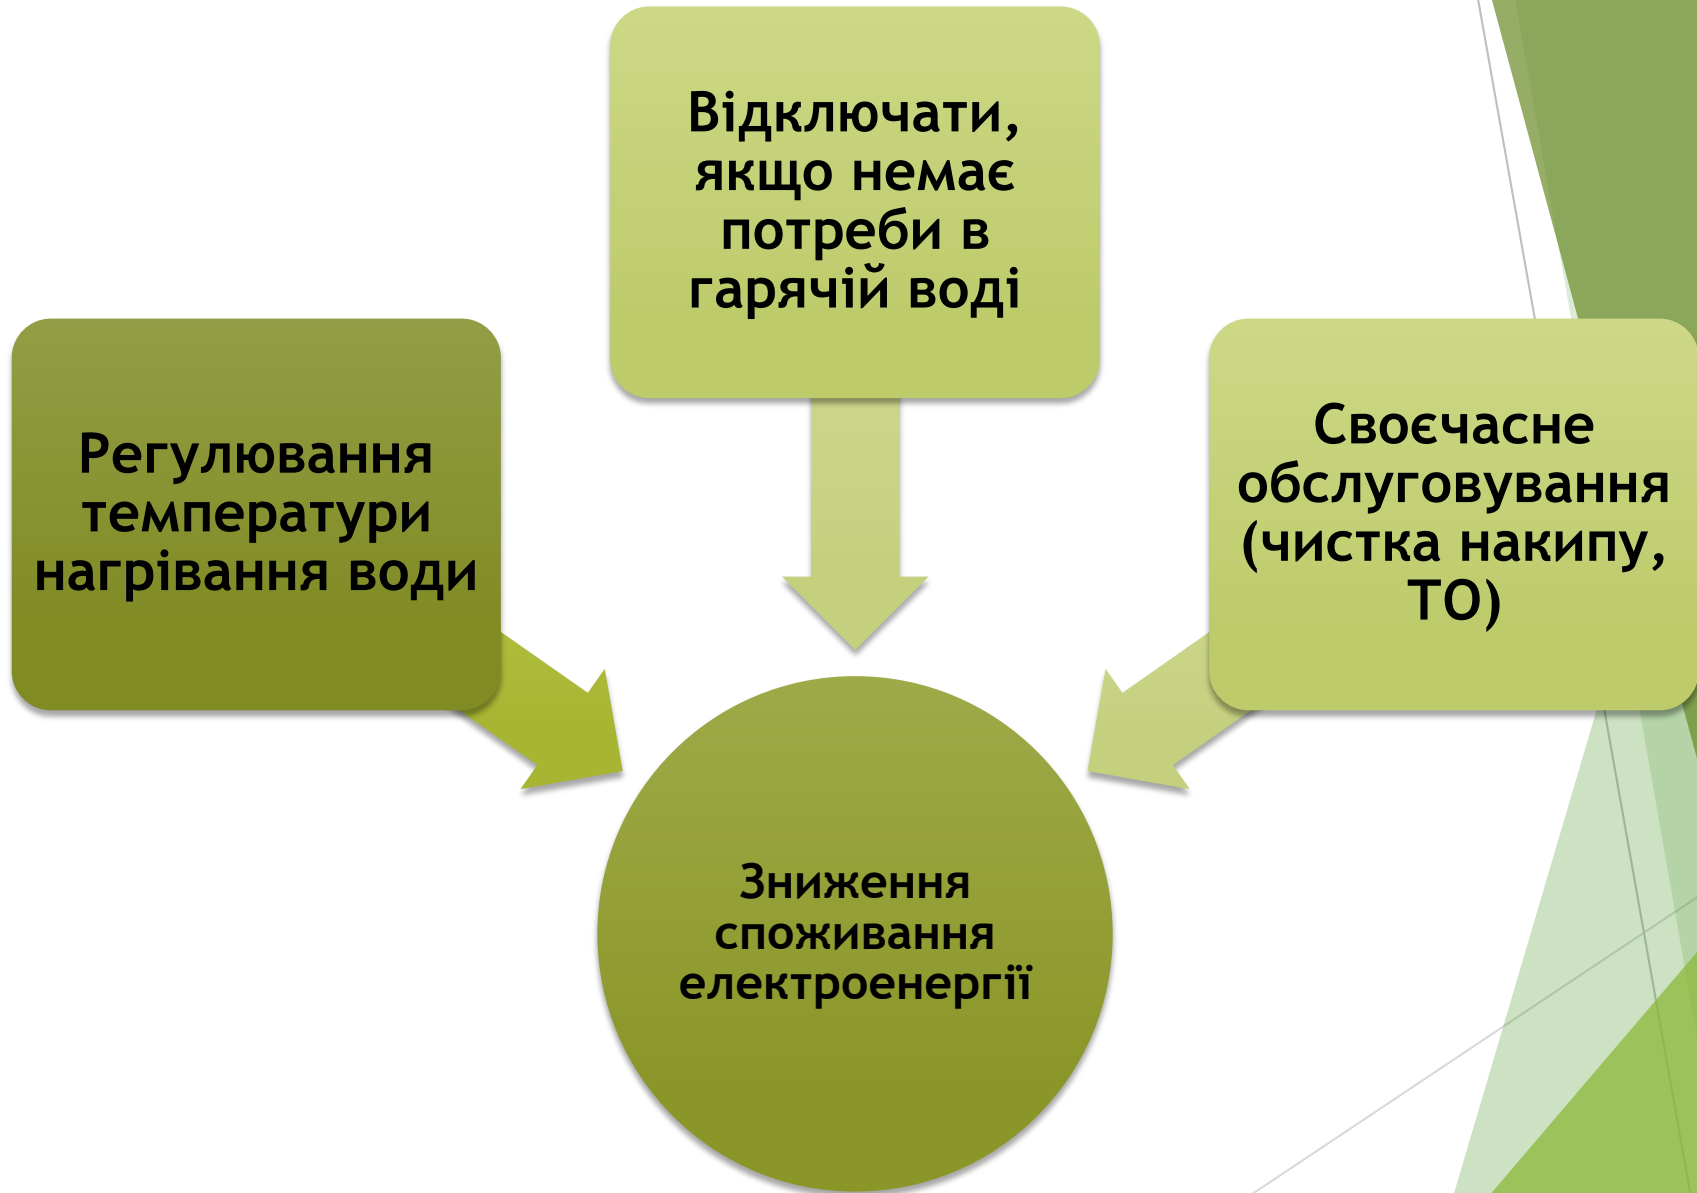 Відключати,
якщо немає
потреби в
гарячій воді
Регулювання
температури
нагрівання води
Своєчасне
обслуговування
(чистка накипу,
ТО)
Зниження
споживання
електроенергії